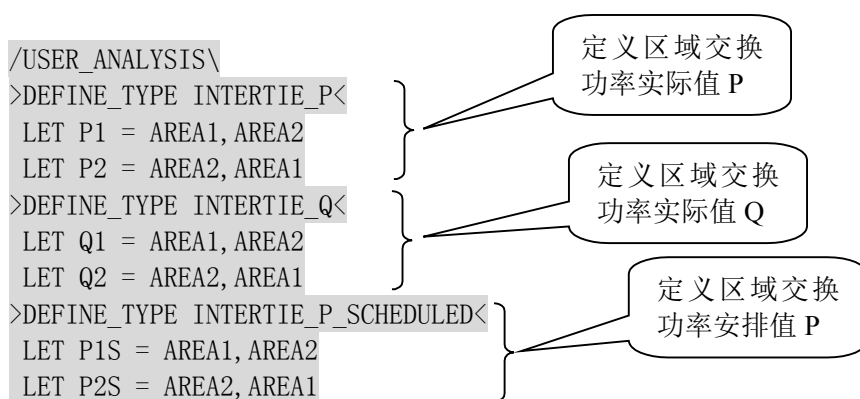 /USER_ANALYSIS\
>DEFINE_TYPE INTERTIE_P<
LET P1 = AREA1, AREA2
LET P2 = AREA2, AREA1
>DEFINE_TYPE INTERTIE_Q<
LET Q1 = AREA1, AREA2
LET Q2 = AREA2, AREA1
>DEFINE_TYPE INTERTIE_P_SCHEDULED<
LET P1S = AREA1, AREA2
LET P2S = AREA2, AREA1
定义区域交换
功率实际值 P
定义区域交换
功率实际值 Q
定义区域交换
功率安排值 P